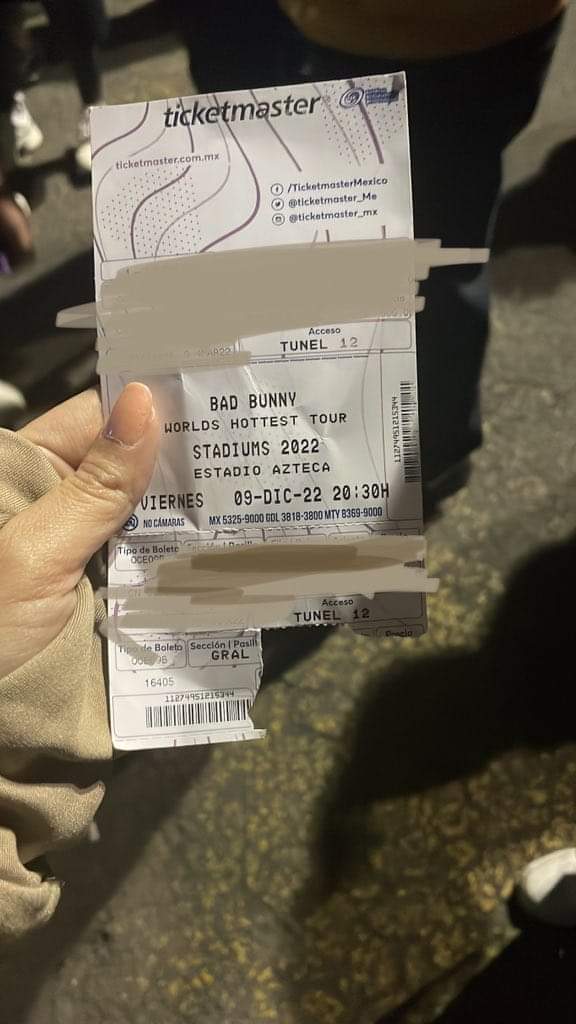 ticketmaster
ticketmaster.com.mx
/TicketmasterMexico
@ticketmaster_Me
@ticketmaster_mx
Acceso
TUNEL 12
BAD BUNNY
WORLDS HOTTEST TOUR
STADIUMS 2022
ESTADIO AZTECA
VIERNES 09-DIC-22 20:30H
NO CÁMARAS MX 5325-9000 GDL 3818-3800 MTY 8369-9000
Tipo de Boleto
Acceso
TUNEL 12
Tipo de Boleto Sección | Pasill
GRAL
Precio
16405